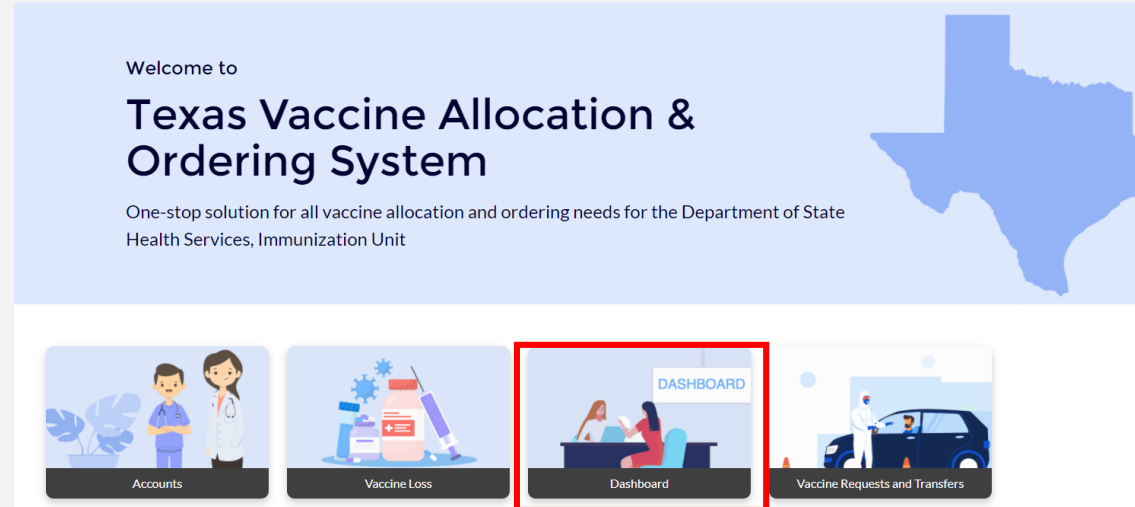 Welcome to
Texas Vaccine Allocation &
Ordering System
One-stop solution for all vaccine allocation and ordering needs for the Department of State
Health Services, Immunization Unit
DASHBOARD
Accounts
Vaccine Loss
Dashboard
Vaccine Requests and Transfers